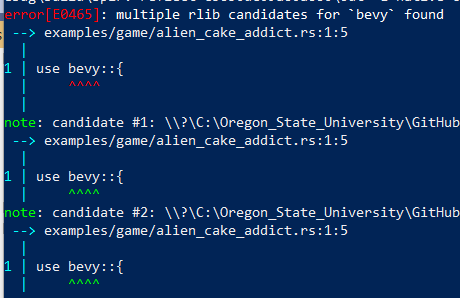 error[E0465]: multiple rlib candidates for `bevy` found
--> examples/game/alien_cake_addict.rs:1:5
|
1 | use bevy::{
| ^^^^
|
note: candidate #1: \\?\C:\Oregon_State_University\GitHub
--> examples/game/alien_cake_addict.rs:1:5
|
1 | use bevy::{
| ^^^^
note: candidate #2: \\?\C:\Oregon_State_University\GitHub
--> examples/game/alien_cake_addict.rs:1:5
|
1 | use bevy::{
| ^^^^